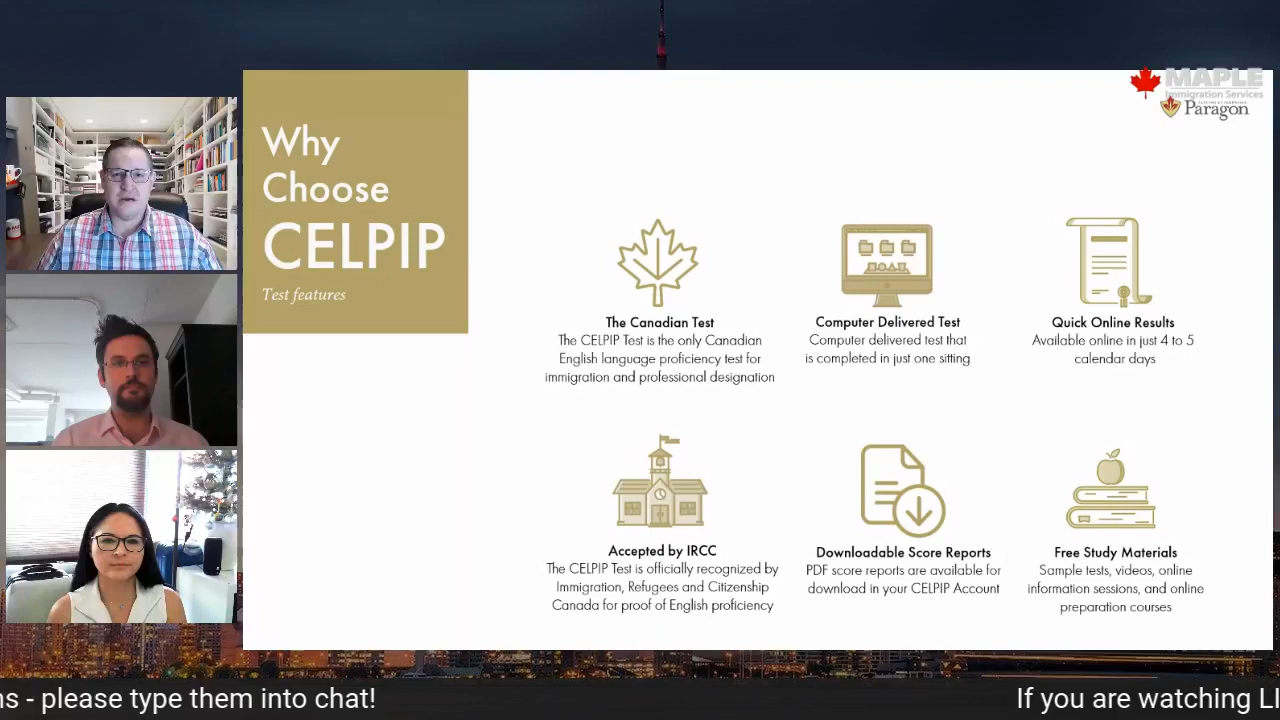 MAPLE
Immigration Services
Paragon
Why
Choose
CELPIP
Test features
The Canadian Test
The CELPIP Test is the only Canadian
English language proficiency test for
immigration and professional designation
Computer Delivered Test
Computer delivered test that
is completed in just one sitting
Quick Online Results
Available online in just 4 to 5
calendar days
Accepted by IRCC
The CELPIP Test is officially recognized by
Immigration, Refugees and Citizenship
Canada for proof of English proficiency
Downloadable Score Reports
PDF score reports are available for
download in your CELPIP Account
Free Study Materials
Sample tests, videos, online
information sessions, and online
preparation courses
ns - please type them into chat!
If you are watching LI